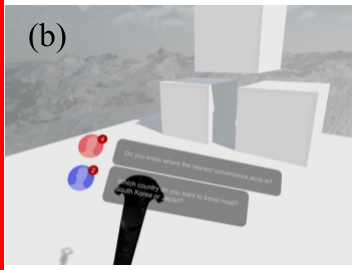 (b)
4
Do you know where the nearest convenience store is?
2
Which country do you want to travel most?
South Korea or Japan?